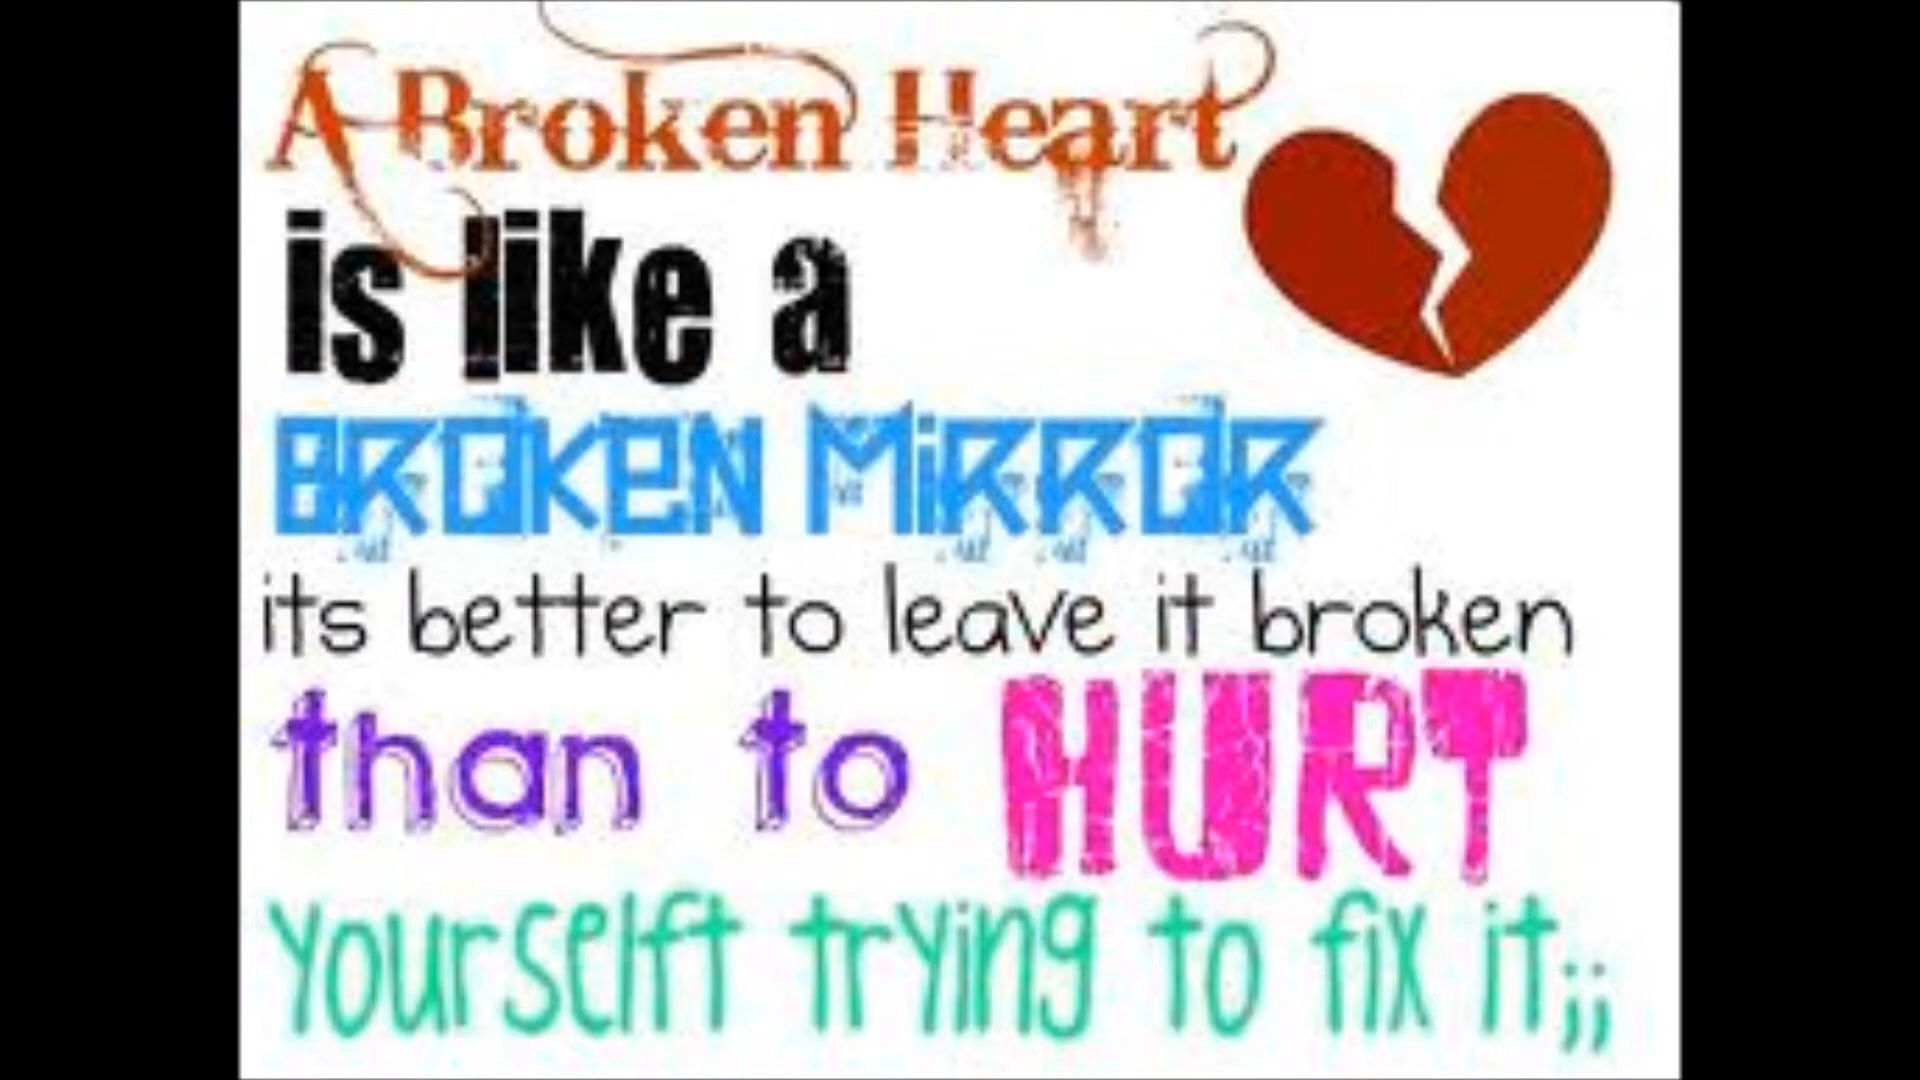 A Broken Heart
is like a
BROKEN MiRROR
its better to leave it broken
than to HURT
yourselft trying to fix it;;